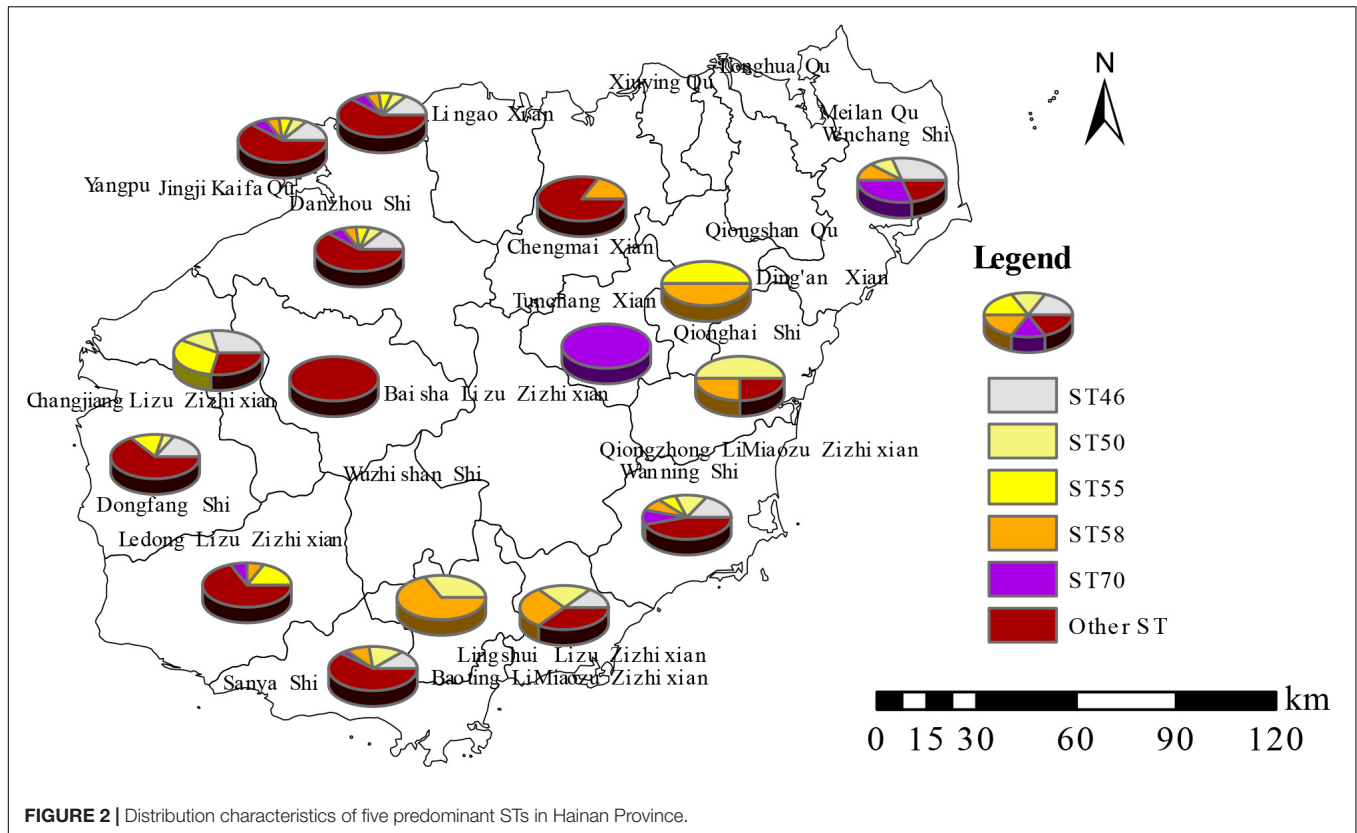 Tonghua Qu
Xiuying Qu
N
Lingao Xian
Meilan Qu
Wenchang Shi
Yangpu Jingji Kaifa Qu
Danzhou Shi
Chengmai Xian
Qiongshan Qu
Legend
Ding'an Xian
Tunchang Xian
Qionghai Shi
ST46
Changjiang Lizu Zizhixian
Baisha Lizu Zizhixian
ST50
Qiongzhong LiMiaozu Zizhixian
Wuzhishan Shi
Wanning Shi
ST55
Dongfang Shi
ST58
Ledong Lizu Zizhixian
ST70
Other ST
Lingshui Lizu Zizhixian
Sanya Shi
Baoting LiMiaozu Zizhixian
km
0 15 30 60 90 120
FIGURE 2 | Distribution characteristics of five predominant STs in Hainan Province.